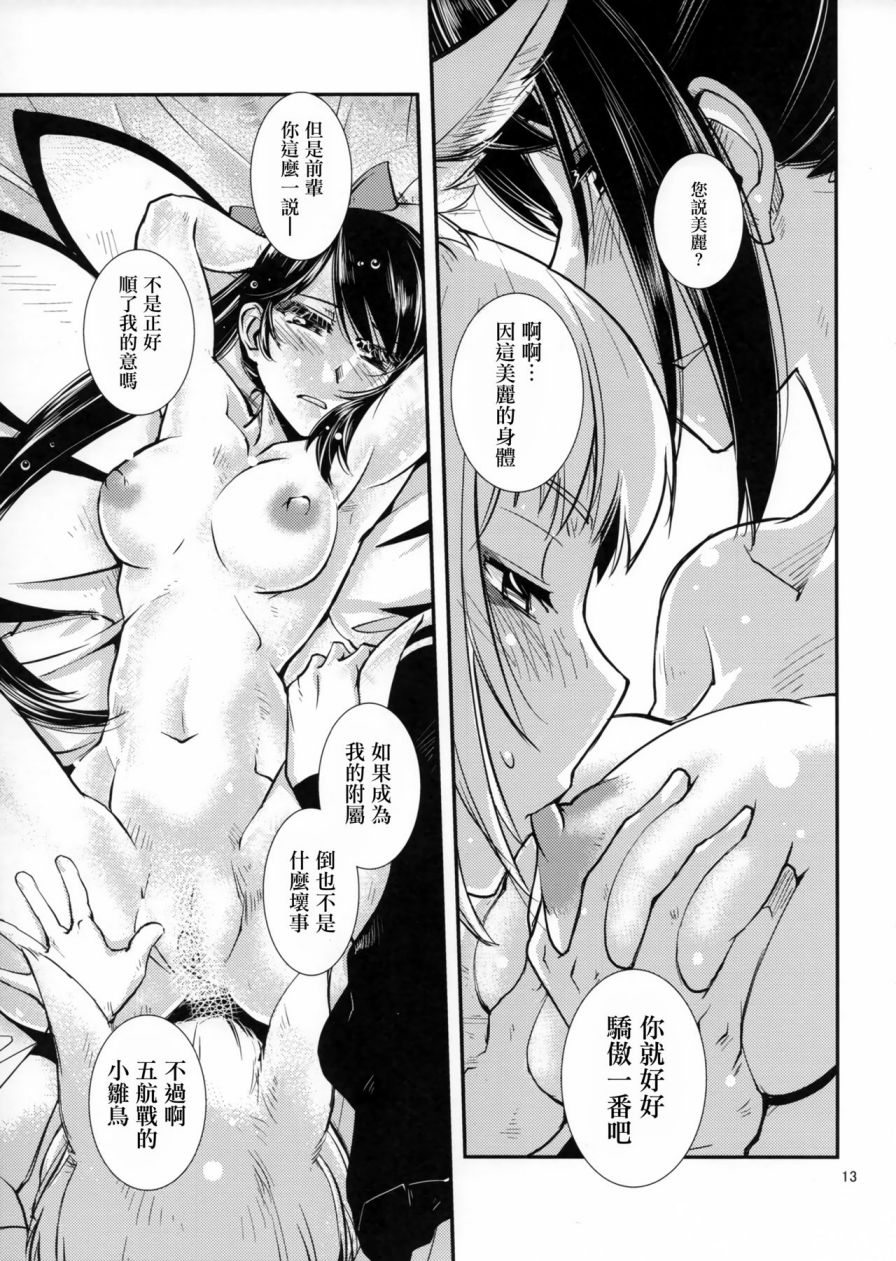 您說美麗？
啊啊…
因這美麗的身體
你就好好
驕傲一番吧
但是前輩
你這麼一說—
不是正好
順了我的意嗎
如果成為
我的附屬
倒也不是
什麼壞事
不過啊
五航戰的
小雛鳥
13